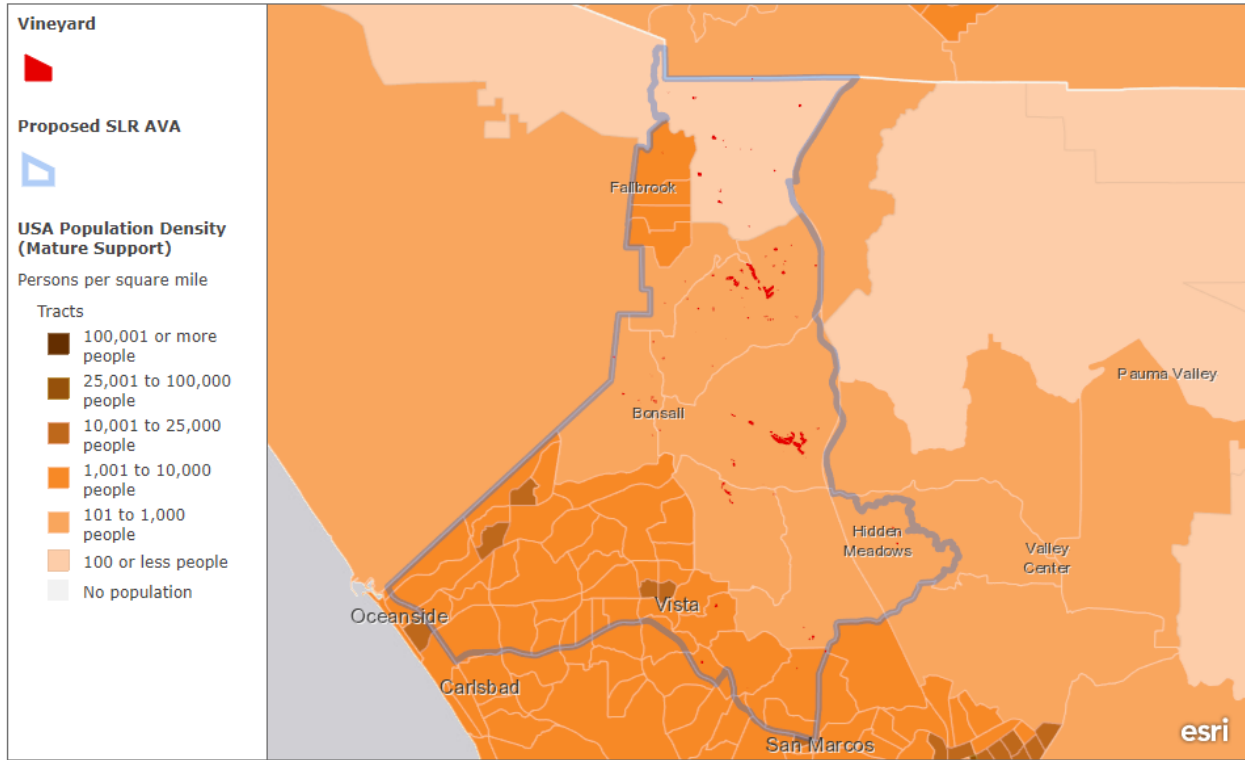 Vineyard
Proposed SLR AVA
USA Population Density
(Mature Support)
Persons per square mile
Tracts
100,001 or more
people
25,001 to 100,000
people
10,001 to 25,000
people
1,001 to 10,000
people
101 to 1,000
people
100 or less people
No population
Fallbrook
Pauma Valley
Bonsall
Hidden
Meadows
Valley
Center
Vista
Oceanside
Carlsbad
San Marcos
esri